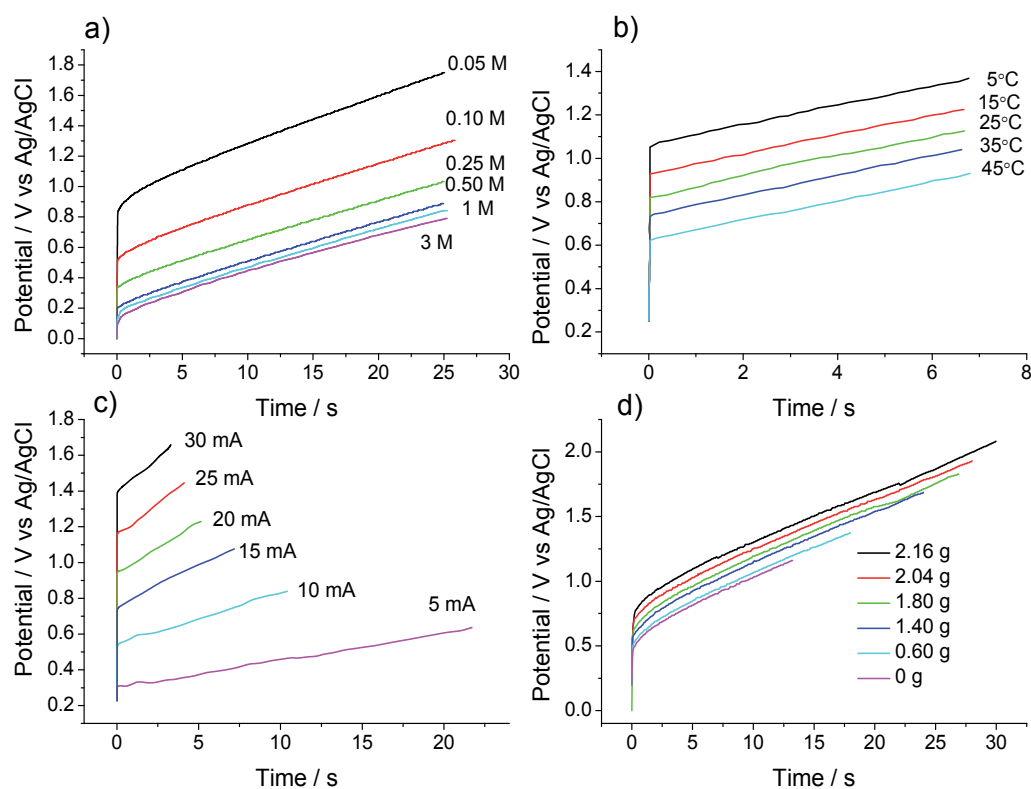 a)
Potential / V vs Ag/AgCl
1.8
1.6
1.4
1.2
1.0
0.8
0.6
0.4
0.2
0.0
0.05 M
0.10 M
0.25 M
0.50 M
1 M
3 M
0 5 10 15 20 25 30
Time / s
b)
Potential / V vs Ag/AgCl
1.4
1.2
1.0
0.8
0.6
0.4
0.2
5°C
15°C
25°C
35°C
45°C
0 2 4 6 8
Time / s
c)
Potential / V vs Ag/AgCl
1.8
1.6
1.4
1.2
1.0
0.8
0.6
0.4
0.2
30 mA
25 mA
20 mA
15 mA
10 mA
5 mA
0 5 10 15 20
Time / s
d)
Potential / V vs Ag/AgCl
2.0
1.5
1.0
0.5
0.0
2.16 g
2.04 g
1.80 g
1.40 g
0.60 g
0 g
0 5 10 15 20 25 30
Time / s